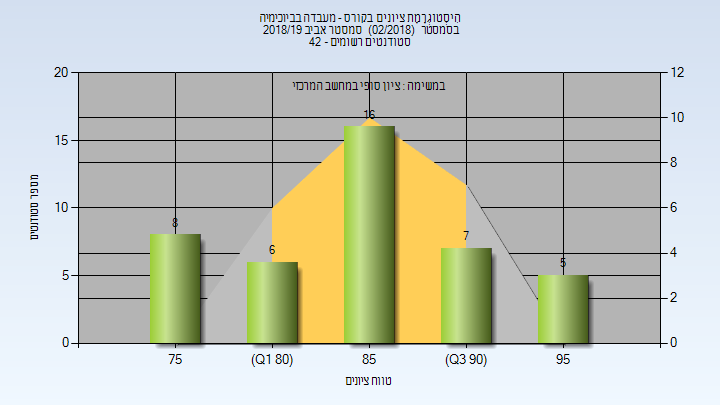 הִיסְטוֹגְרַמַת ציונים בקורס - מעבדה בביוכימיה
בסמסטר (02/2018) סמסטר אביב 2018/19
סטודנטים רשומים - 42
במשימה : ציון סופי במחשב המרכזי
20
15
10
5
0
12
10
8
6
4
2
0
8
6
16
7
5
75
(Q1 80)
85
(Q3 90)
95
מספר סטודנטים
טווח ציונים